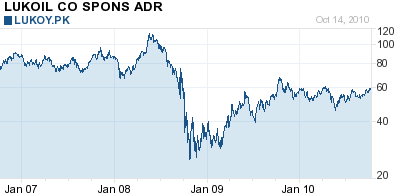 LUKOIL CO SPONS ADR
LUKOY.PK
Oct 14, 2010
120
100
80
60
40
20
Jan 07
Jan 08
Jan 09
Jan 10